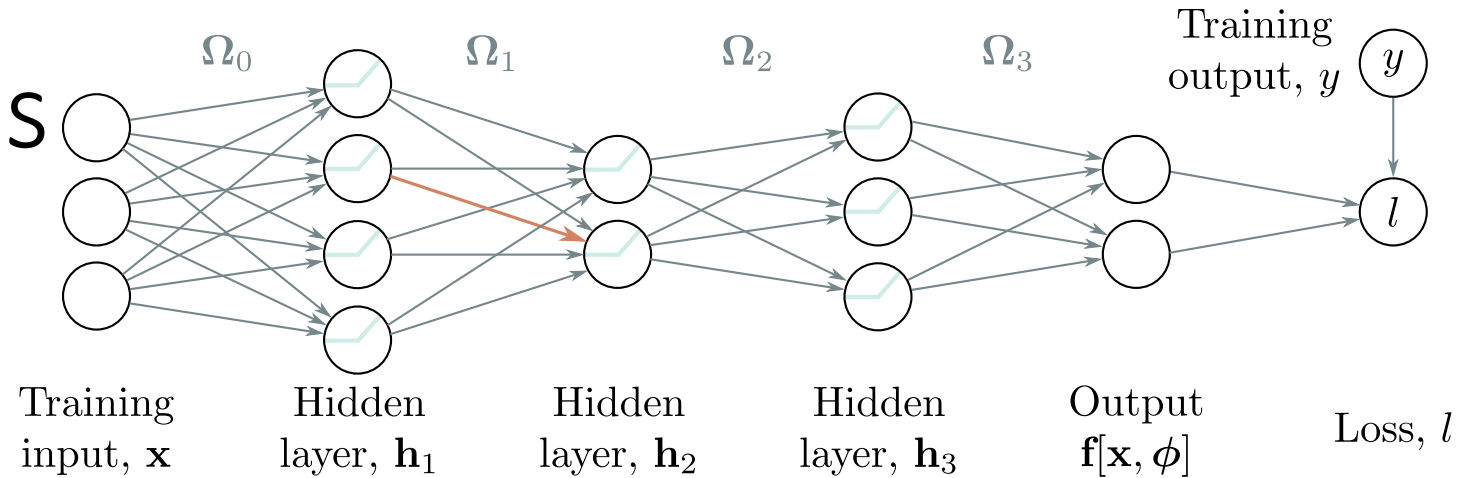 Ω₀ Ω₁ Ω₂ Ω₃
Training
output, y
y
S
l
Training
input, x
Hidden
layer, h₁
Hidden
layer, h₂
Hidden
layer, h₃
Output
f[x, ϕ]
Loss, l